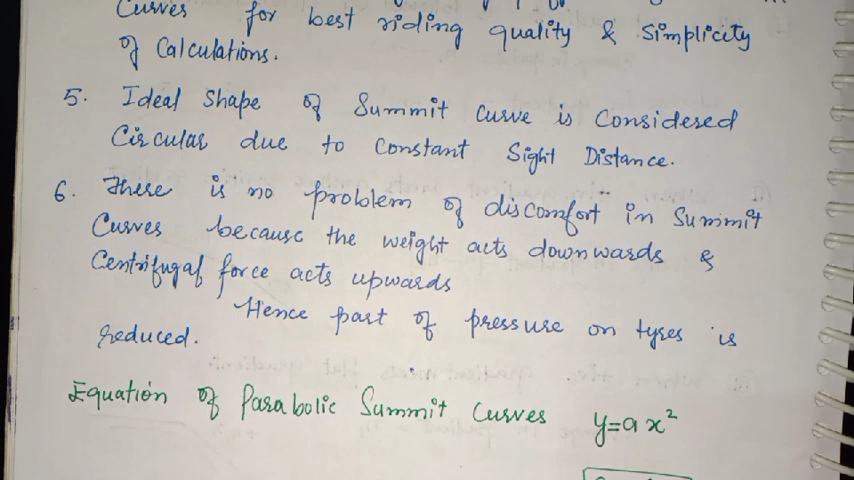 Curves for best riding quality & Simplicity
of Calculations.
5. Ideal Shape of Summit Curve is Considered
Circular due to Constant Sight Distance.
6. There is no problem of discomfort in Summit
Curves because the weight acts downwards &
Centrifugal force acts upwards
Hence part of pressure on tyres is
reduced.
Equation of Parabolic Summit Curves y=ax²